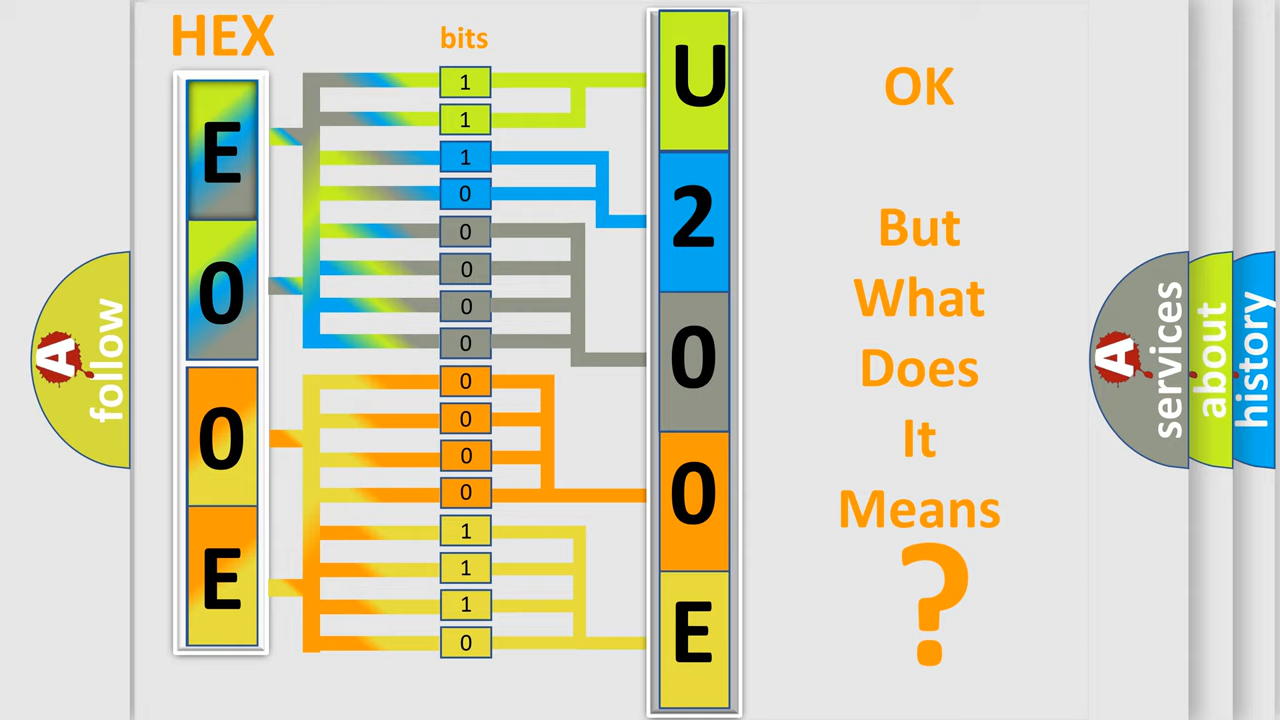 HEX
bits
E
0
0
E
1
1
1
0
0
0
0
0
0
0
0
0
1
1
1
0
U
2
0
0
E
OK
But
What
Does
It
Means
?
A
follow
A
services
about
history